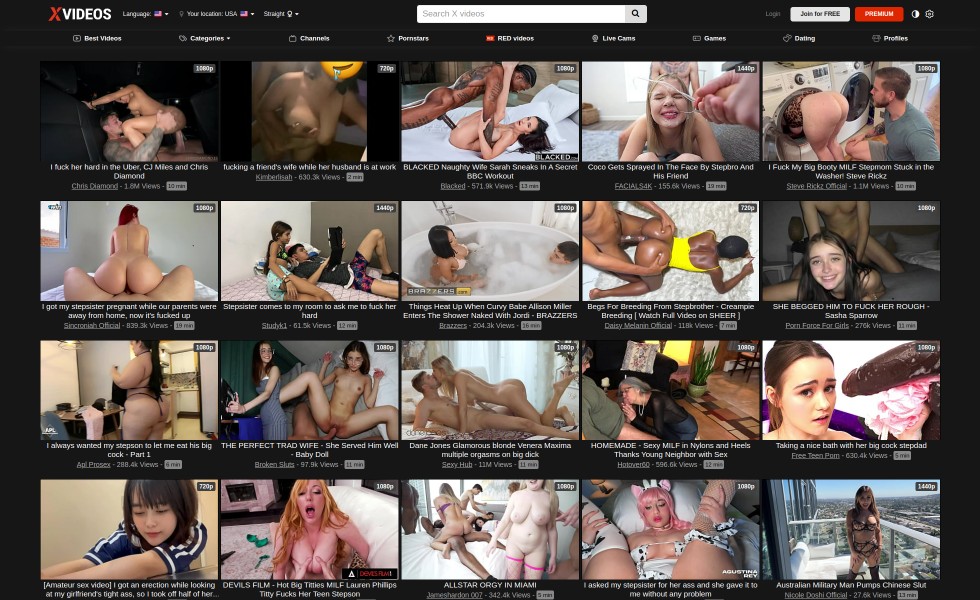 XVIDEOS
Language:
Your location: USA
Straight
Search X videos
Login
Join for FREE
PREMIUM
Best Videos
Categories
Channels
Pornstars
RED videos
Live Cams
Games
Dating
Profiles
1080p
720p
1080p
1440p
1080p
BLACKED
I fuck her hard in the Uber, CJ Miles and Chris
Diamond
Chris Diamond - 1.8M Views - 10 min
fucking a friend's wife while her husband is at work
Kimberlisah - 630.3k Views - 2 min
BLACKED Naughty Wife Sarah Sneaks In A Secret
BBC Workout
Blacked - 571.9k Views - 13 min
Coco Gets Sprayed In The Face By Stepbro And
His Friend
FACIALS4K - 155.6k Views - 19 min
I Fuck My Big Booty MILF Stepmom Stuck in the
Washer! Steve Rickz
Steve Rickz Official - 1.1M Views - 10 min
1080p
1440p
1080p
720p
1080p
BRAZZERS
I got my stepsister pregnant while our parents were
away from home, now it's fucked up
Sincroniah Official - 839.3k Views - 19 min
Stepsister comes to my room to ask me to fuck her
hard
Studyk1 - 61.5k Views - 12 min
Things Heat Up When Curvy Babe Allison Miller
Enters The Shower Naked With Jordi - BRAZZERS
Brazzers - 204.3k Views - 16 min
Begs For Breeding From Stepbrother - Creampie
Breeding [ Watch Full Video on SHEER ]
Daisy Melanin Official - 118k Views - 7 min
SHE BEGGED HIM TO FUCK HER ROUGH -
Sasha Sparrow
Porn Force For Girls - 276k Views - 11 min
1080p
1080p
1080p
1080p
1080p
APL
I always wanted my stepson to let me eat his big
cock - Part 1
Apl Prosex - 288.4k Views - 6 min
THE PERFECT TRAD WIFE - She Served Him Well
- Baby Doll
Broken Sluts - 97.9k Views - 11 min
Dane Jones Glamorous blonde Venera Maxima
multiple orgasms on big dick
Sexy Hub - 11M Views - 11 min
HOMEMADE - Sexy MILF in Nylons and Heels
Thanks Young Neighbor with Sex
Hotover60 - 596.6k Views - 12 min
Taking a nice bath with her big cock stepdad
Free Teen Porn - 630.4k Views - 5 min
720p
1080p
1080p
1080p
1440p
DEVILS FILM
AGUSTINA
REY
[Amateur sex video] I got an erection while looking
at my girlfriend's tight ass, so I took off half of her...
DEVILS FILM - Hot Big Titties MILF Lauren Phillips
Titty Fucks Her Teen Stepson
ALLSTAR ORGY IN MIAMI
Jameshardon 007 - 342.4k Views - 5 min
I asked my stepsister for her ass and she gave it to
me without any problem
Australian Military Man Pumps Chinese Slut
Nicole Doshi Official - 27.6k Views - 13 min